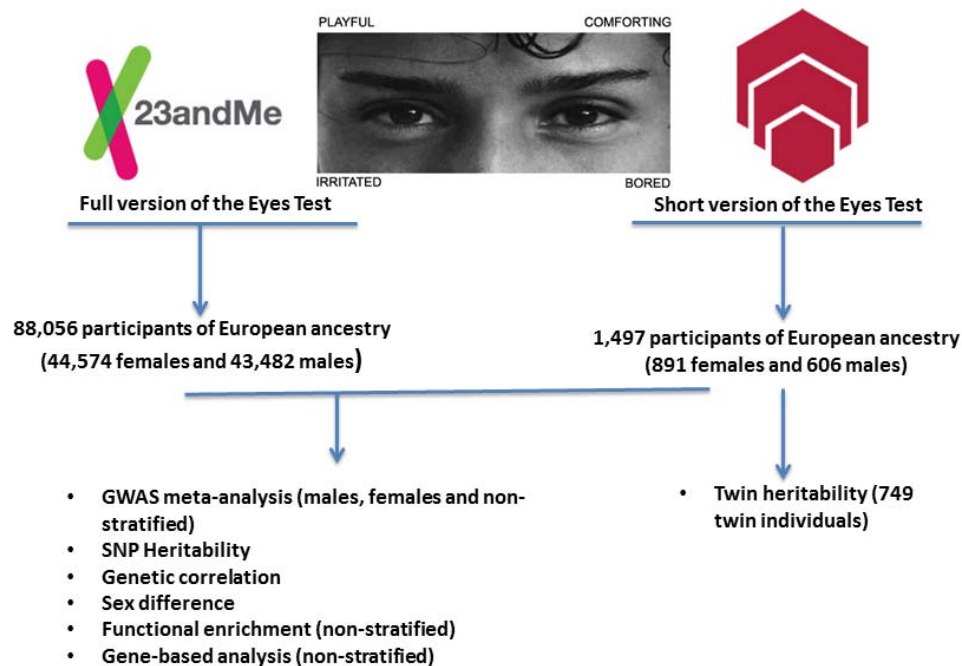 PLAYFUL
COMFORTING
23andMe
IRRITATED
BORED
Full version of the Eyes Test
Short version of the Eyes Test
88,056 participants of European ancestry
(44,574 females and 43,482 males)
1,497 participants of European ancestry
(891 females and 606 males)
• GWAS meta-analysis (males, females and non-
stratified)
• SNP Heritability
• Genetic correlation
• Sex difference
• Functional enrichment (non-stratified)
• Gene-based analysis (non-stratified)
• Twin heritability (749
twin individuals)